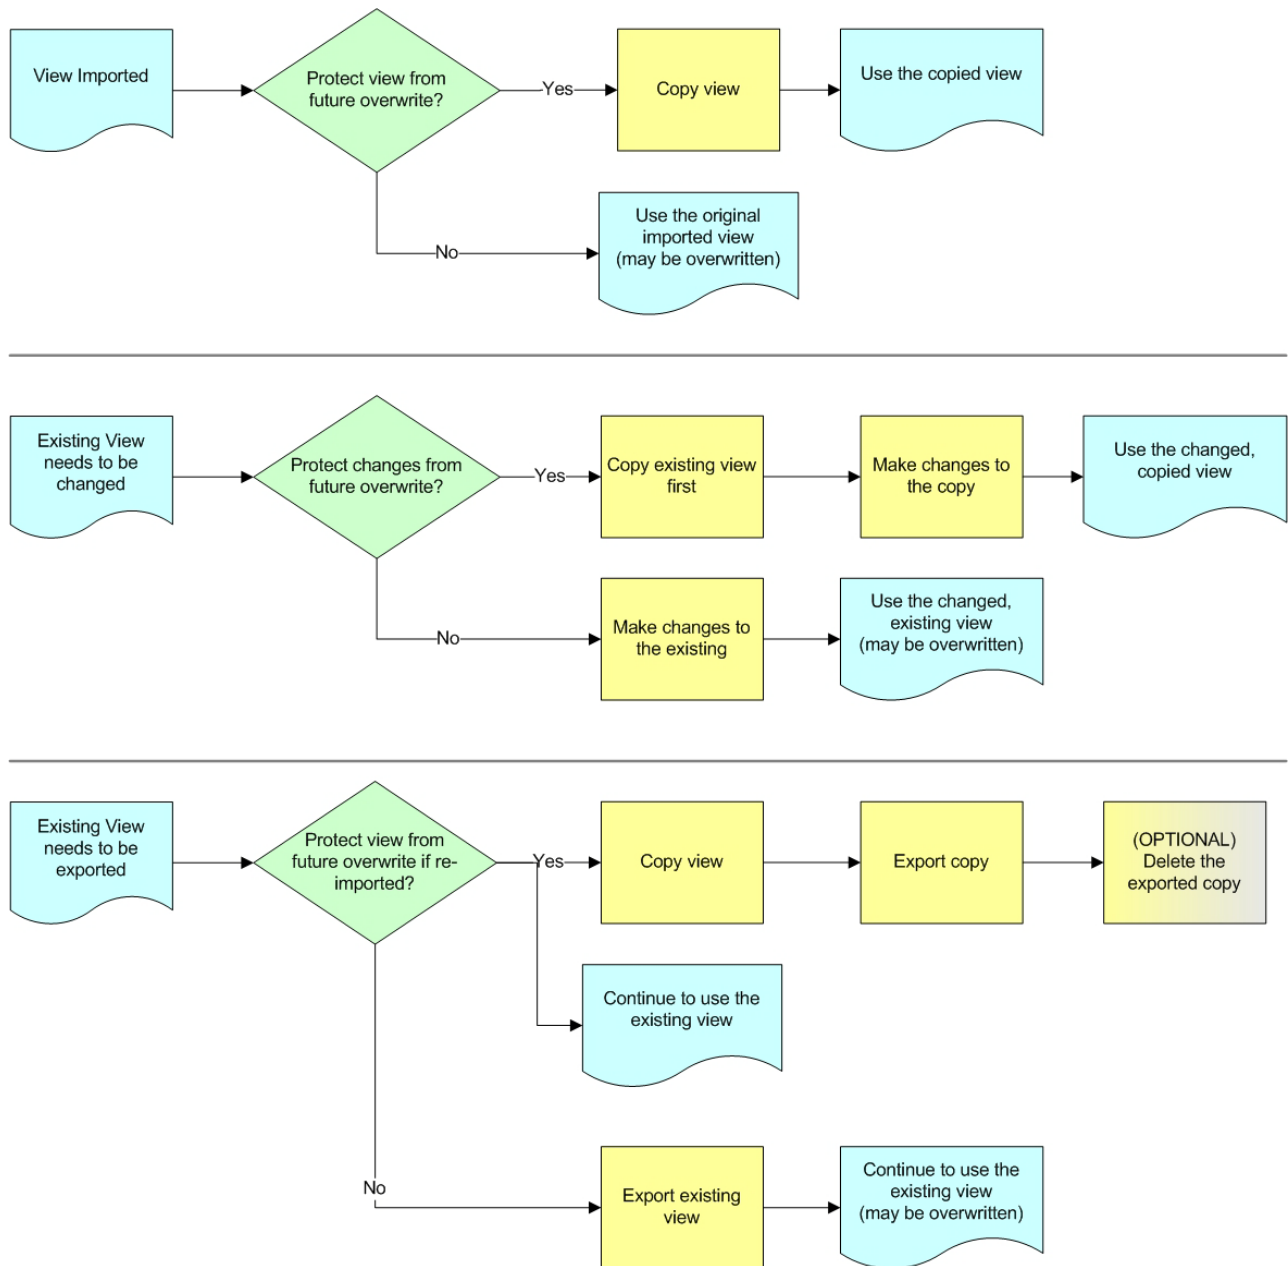 View Imported
Protect view from
future overwrite?
Yes
Copy view
Use the copied view
No
Use the original
imported view
(may be overwritten)
Existing View
needs to be
changed
Protect changes from
future overwrite?
Yes
Copy existing view
first
Make changes to
the copy
Use the changed,
copied view
No
Make changes to
the existing
Use the changed,
existing view
(may be overwritten)
Existing View
needs to be
exported
Protect view from
future overwrite if re-
imported?
Yes
Copy view
Export copy
(OPTIONAL)
Delete the
exported copy
Continue to use the
existing view
No
Export existing
view
Continue to use the
existing view
(may be overwritten)